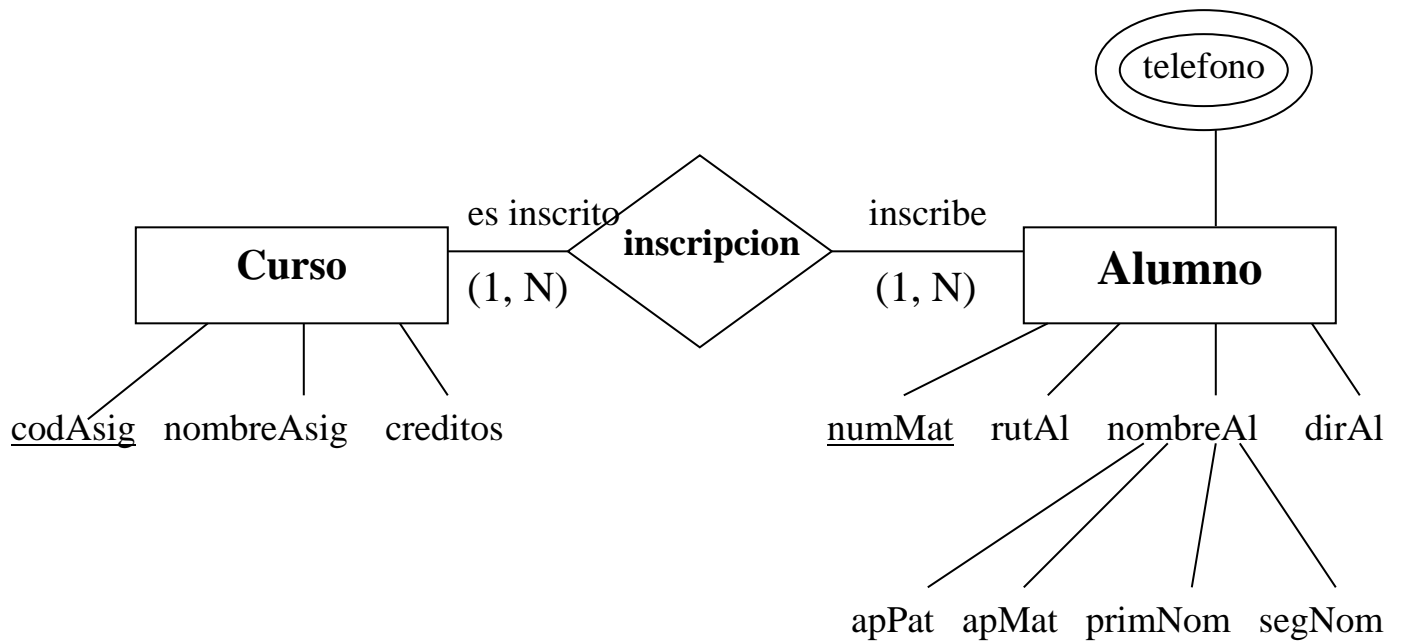 telefono
es inscrito
inscribe
Curso
inscripcion
Alumno
(1, N)
(1, N)
codAsig nombreAsig creditos
numMat rutAl nombreAl dirAl
apPat apMat primNom segNom